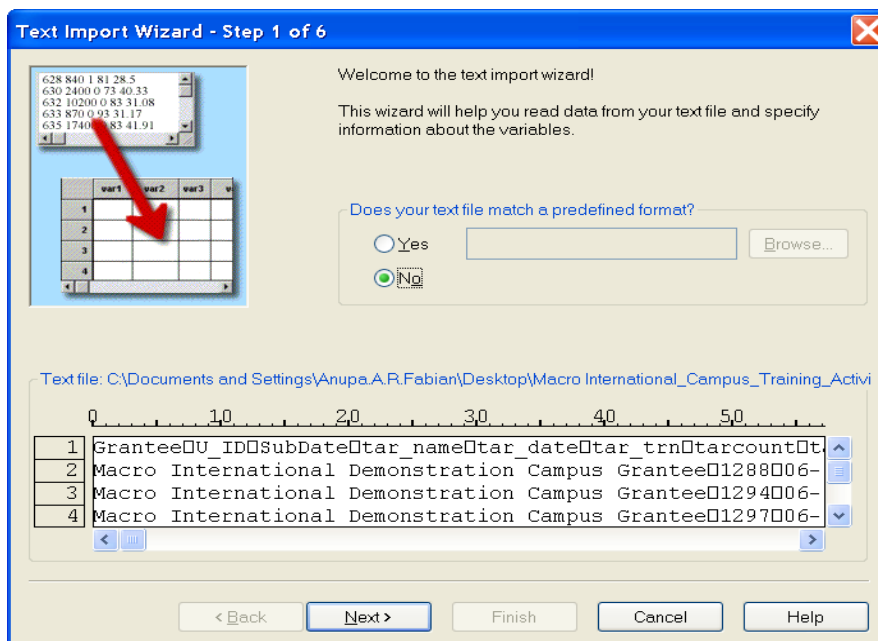 Text Import Wizard - Step 1 of 6
628 840 1 81 28.5
630 2400 0 73 40.33
632 10200 0 83 31.08
633 870 0 93 31.17
635 1740 0 83 41.91
var1 var2 var3 v
1
2
3
4
Welcome to the text import wizard!
This wizard will help you read data from your text file and specify
information about the variables.
Does your text file match a predefined format?
Yes
Browse...
No
Text file: C:\Documents and Settings\Anupa.A.R.Fabian\Desktop\Macro International_Campus_Training_Activi
0 10 20 30 40 50
1 Grantee□U_ID□SubDate□tar_name□tar_date□tar_trn□tarcount□t
2 Macro International Demonstration Campus Grantee□1288□06-
3 Macro International Demonstration Campus Grantee□1294□06-
4 Macro International Demonstration Campus Grantee□1297□06-
< Back Next > Finish Cancel Help